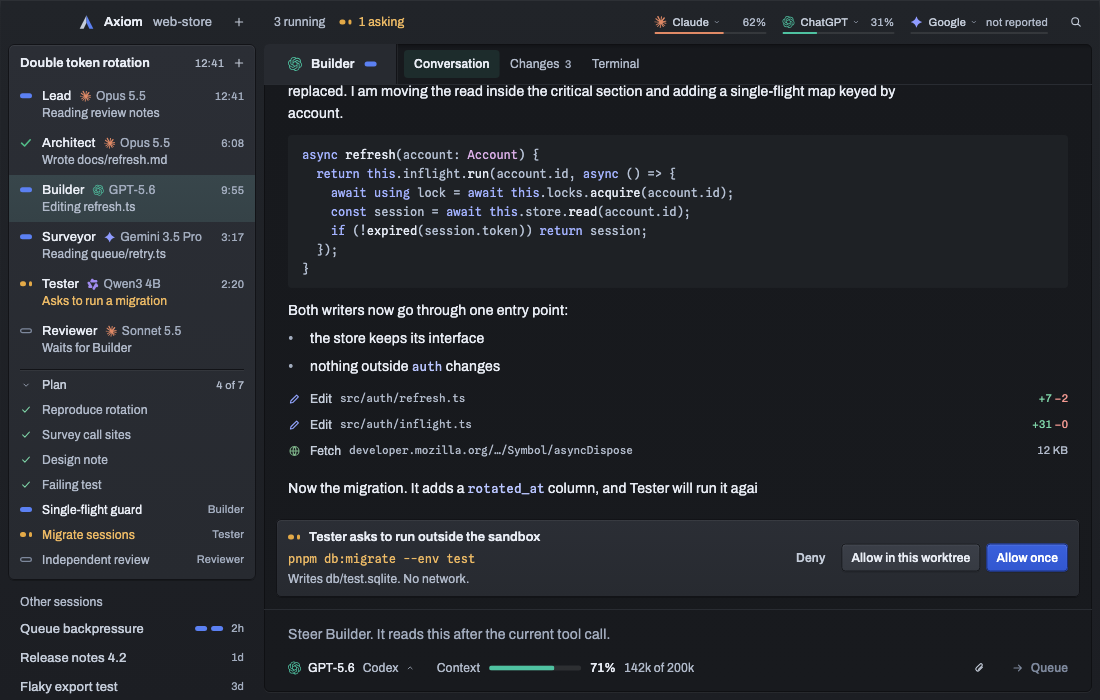 Axiom web-store + 3 running 1 asking Claude 62% ChatGPT 31% Google not reported
Double token rotation 12:41 +
Lead Opus 5.5 12:41
Reading review notes
Architect Opus 5.5 6:08
Wrote docs/refresh.md
Builder GPT-5.6 9:55
Editing refresh.ts
Surveyor Gemini 3.5 Pro 3:17
Reading queue/retry.ts
Tester Qwen3 4B 2:20
Asks to run a migration
Reviewer Sonnet 5.5
Waits for Builder
Plan 4 of 7
Reproduce rotation
Survey call sites
Design note
Failing test
Single-flight guard Builder
Migrate sessions Tester
Independent review Reviewer
Other sessions
Queue backpressure 2h
Release notes 4.2 1d
Flaky export test 3d
Builder Conversation Changes 3 Terminal
replaced. I am moving the read inside the critical section and adding a single-flight map keyed by
account.
async refresh(account: Account) {
return this.inflight.run(account.id, async () => {
await using lock = await this.locks.acquire(account.id);
const session = await this.store.read(account.id);
if (!expired(session.token)) return session;
});
}
Both writers now go through one entry point:
• the store keeps its interface
• nothing outside auth changes
Edit src/auth/refresh.ts +7 −2
Edit src/auth/inflight.ts +31 −0
Fetch developer.mozilla.org/…/Symbol/asyncDispose 12 KB
Now the migration. It adds a rotated_at column, and Tester will run it agai
Tester asks to run outside the sandbox
pnpm db:migrate --env test
Writes db/test.sqlite. No network.
Deny Allow in this worktree Allow once
Steer Builder. It reads this after the current tool call.
GPT-5.6 Codex Context 71% 142k of 200k Queue